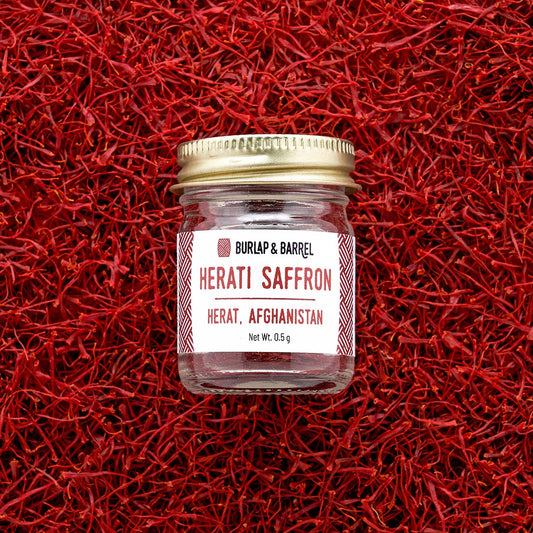 BURLAP & BARREL
HERATI SAFFRON
HERAT, AFGHANISTAN
Net Wt. 0.5 g